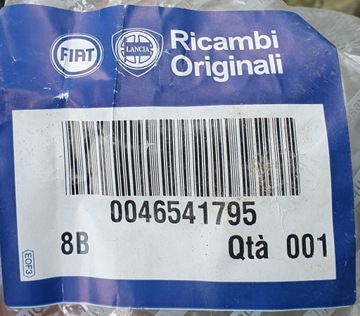 FIAT
LANCIA
Ricambi
Originali
0046541795
8B Qtà 001
EOF3